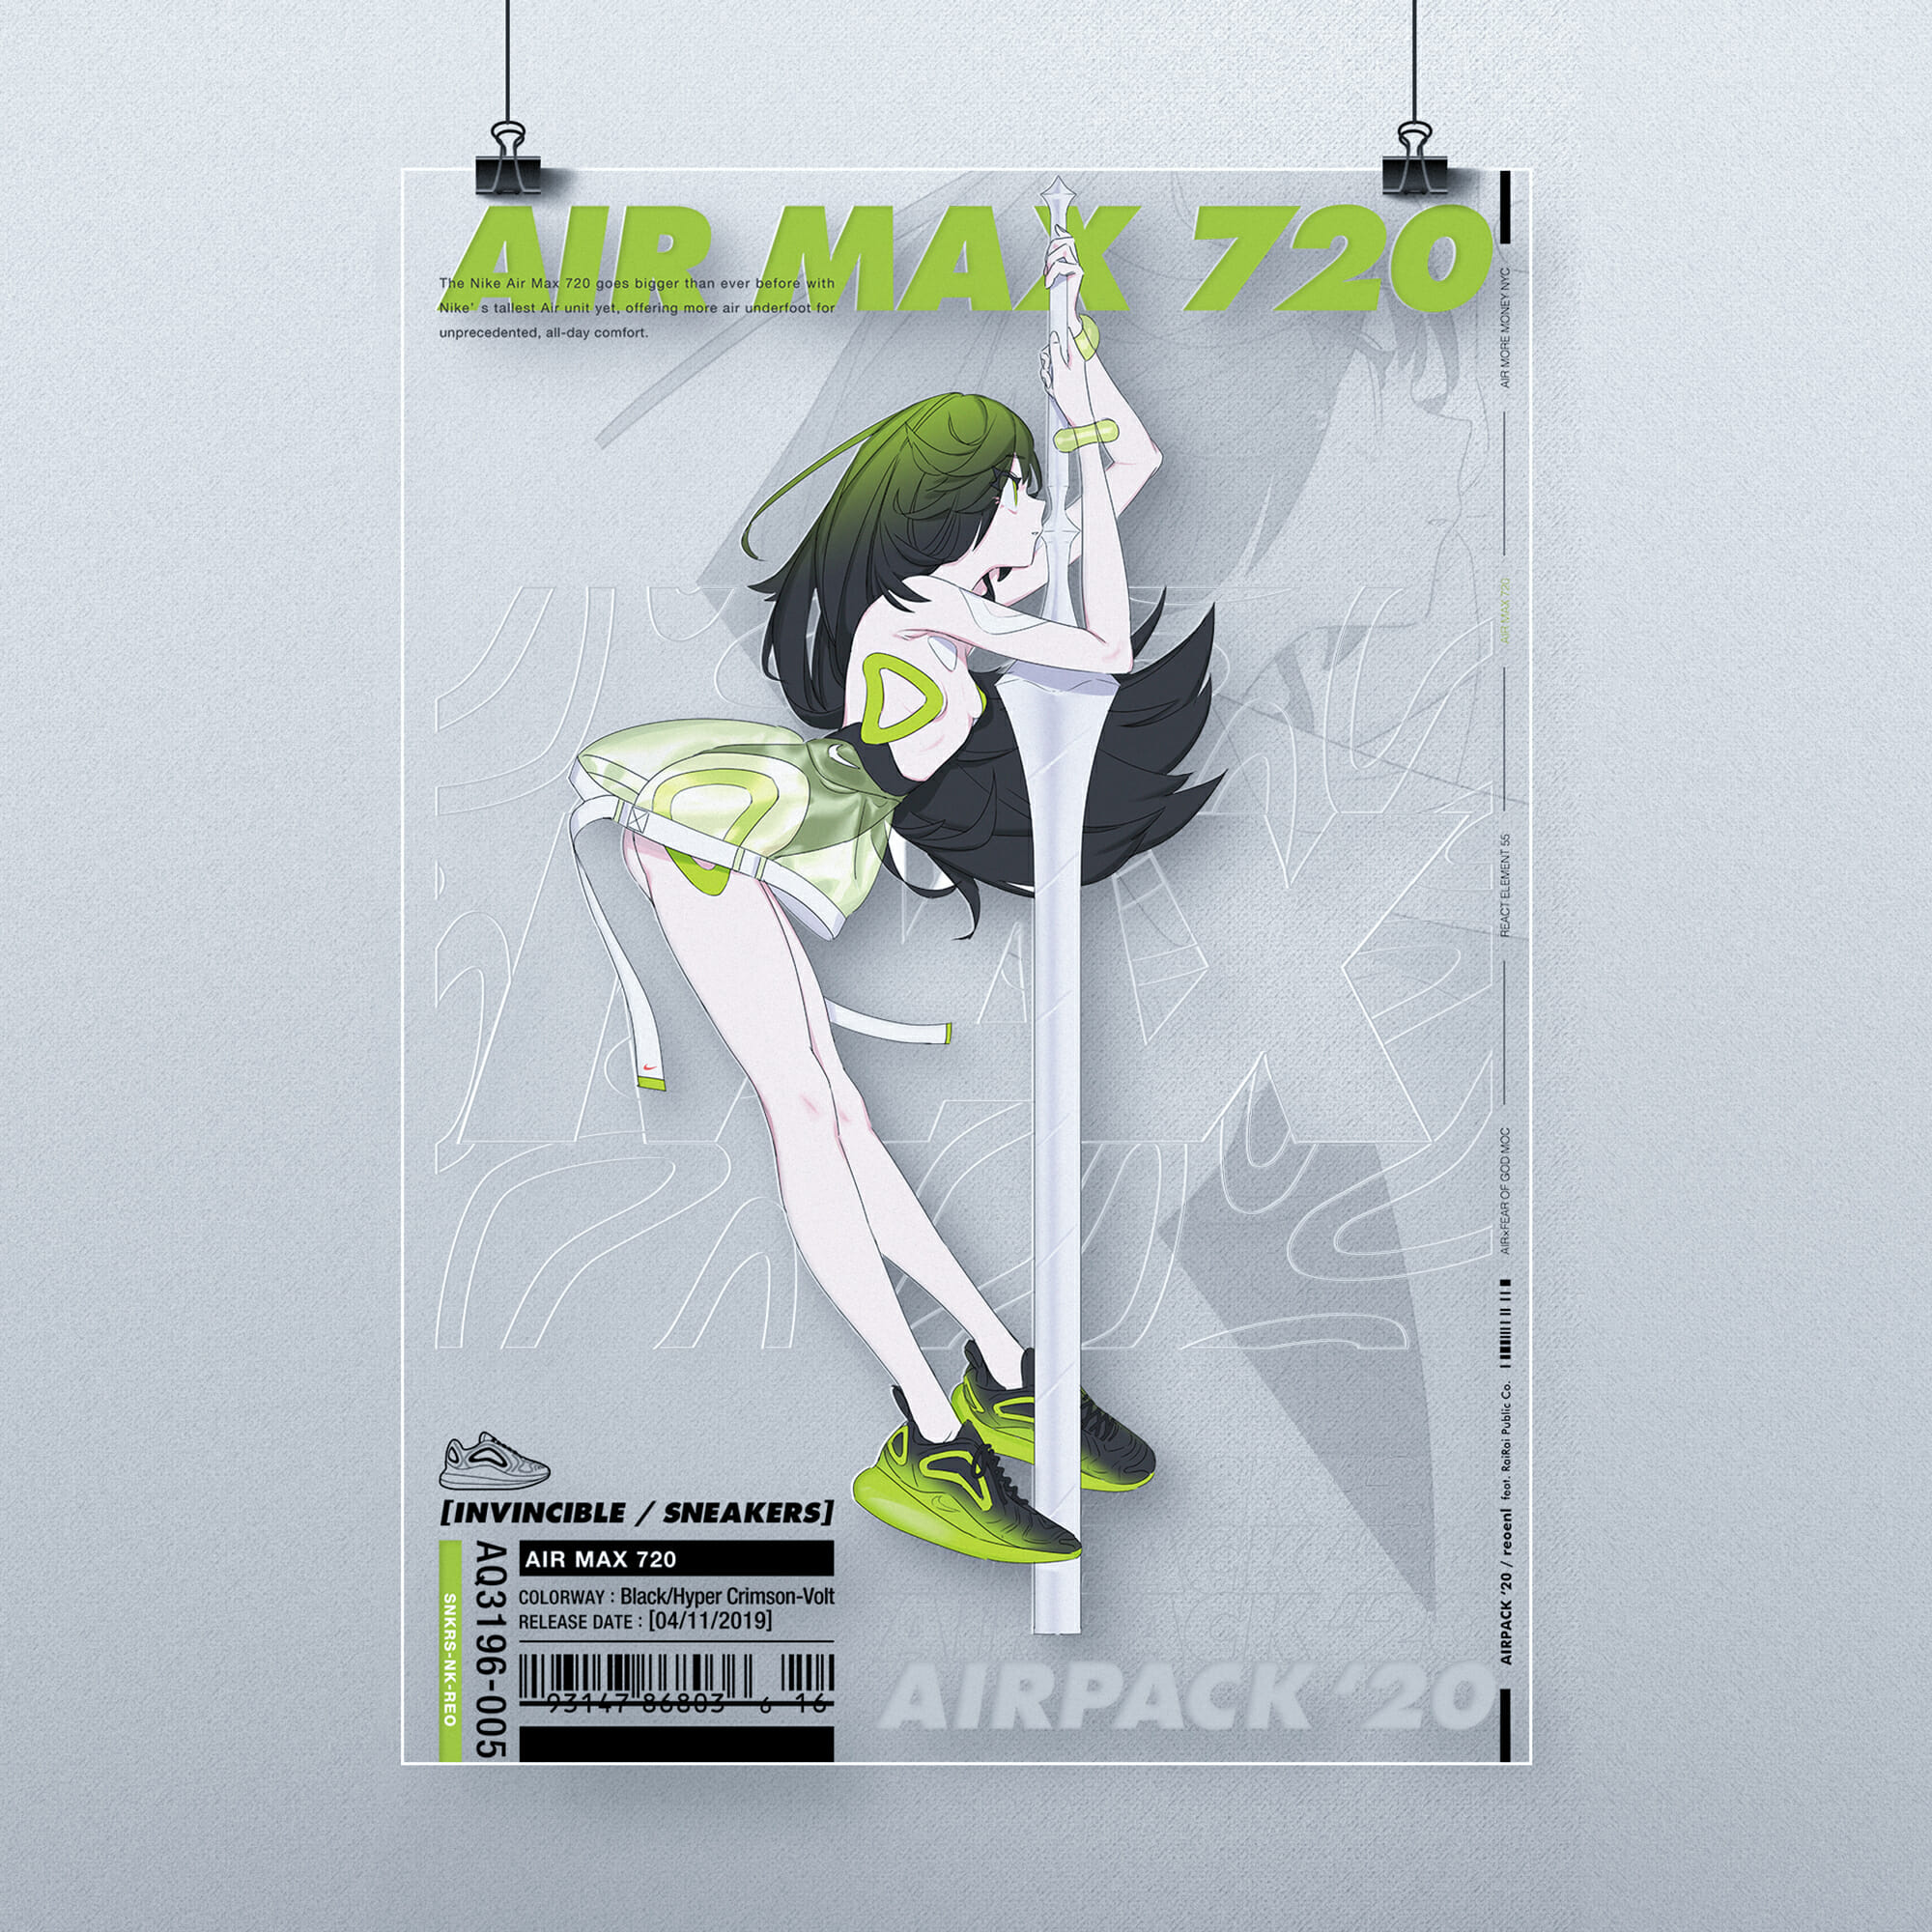 AIR MAX 720
The Nike Air Max 720 goes bigger than ever before with
Nike' s tallest Air unit yet, offering more air underfoot for
unprecedented, all-day comfort.
AIR MORE MONEY NYC
AIR MAX 720
REACT ELEMENT 55
AIR×FEAR OF GOD MOC
AIRPACK '20 / reoenl feat. RaiRai Public Co.
[INVINCIBLE / SNEAKERS]
SNKRS-NK-REO
AQ3196-005
AIR MAX 720
COLORWAY : Black/Hyper Crimson-Volt
RELEASE DATE : [04/11/2019]
93147 86803 6 16
AIRPACK '20